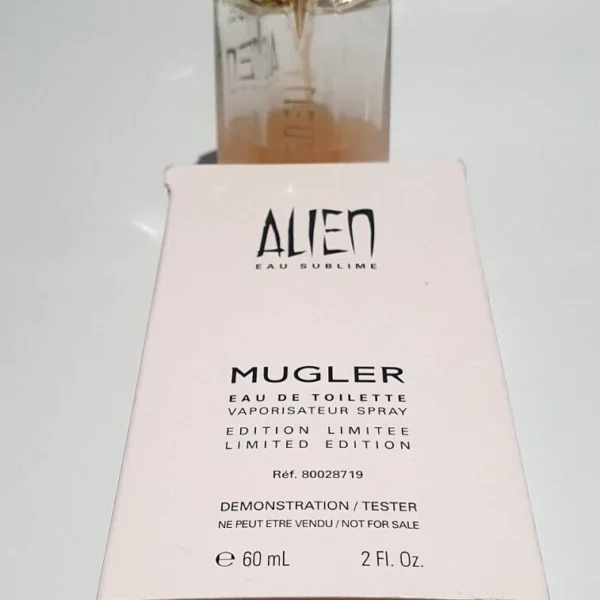 ALIEN
ALIEN
EAU SUBLIME
MUGLER
EAU DE TOILETTE
VAPORISATEUR SPRAY
EDITION LIMITEE
LIMITED EDITION
Réf. 80028719
DEMONSTRATION / TESTER
NE PEUT ETRE VENDU / NOT FOR SALE
℮ 60 mL 2 Fl. Oz.